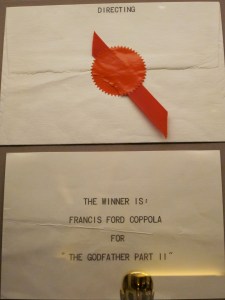 DIRECTING
THE WINNER IS:
FRANCIS FORD COPPOLA
FOR
"THE GODFATHER PART II"